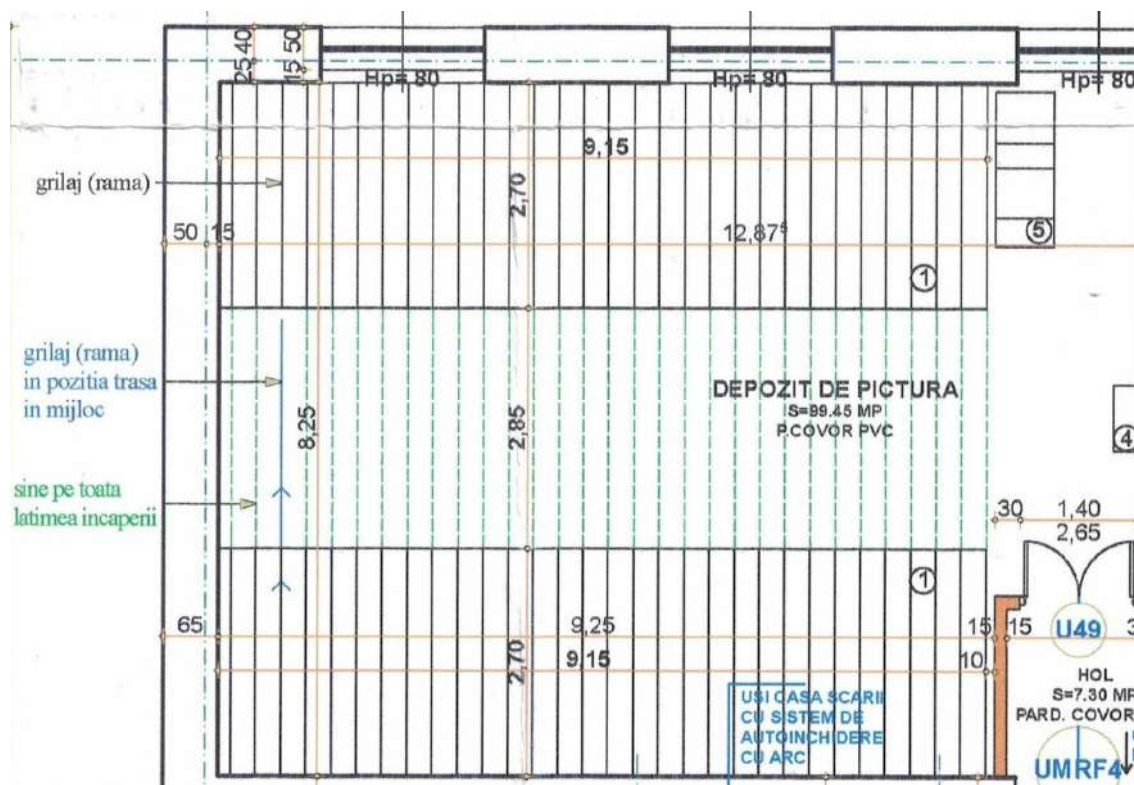 25 40
15 50
Hp= 80
Hp= 80
Hp= 80
9,15
grilaj (rama)
2,70
50
15
12,87⁵
5
1
grilaj (rama)
in pozitia trasa
in mijloc
8,25
2,85
DEPOZIT DE PICTURA
S=99.45 MP
P.COVOR PVC
4
sine pe toata
latimea incaperii
30
1,40
2,65
1
65
9,25
15
15
U49
3
9,15
2,70
10
HOL
S=7.30 MP
PARD. COVOR
USI CASA SCARII
CU SISTEM DE
AUTOINCHIDERE
CU ARC
UMRF4